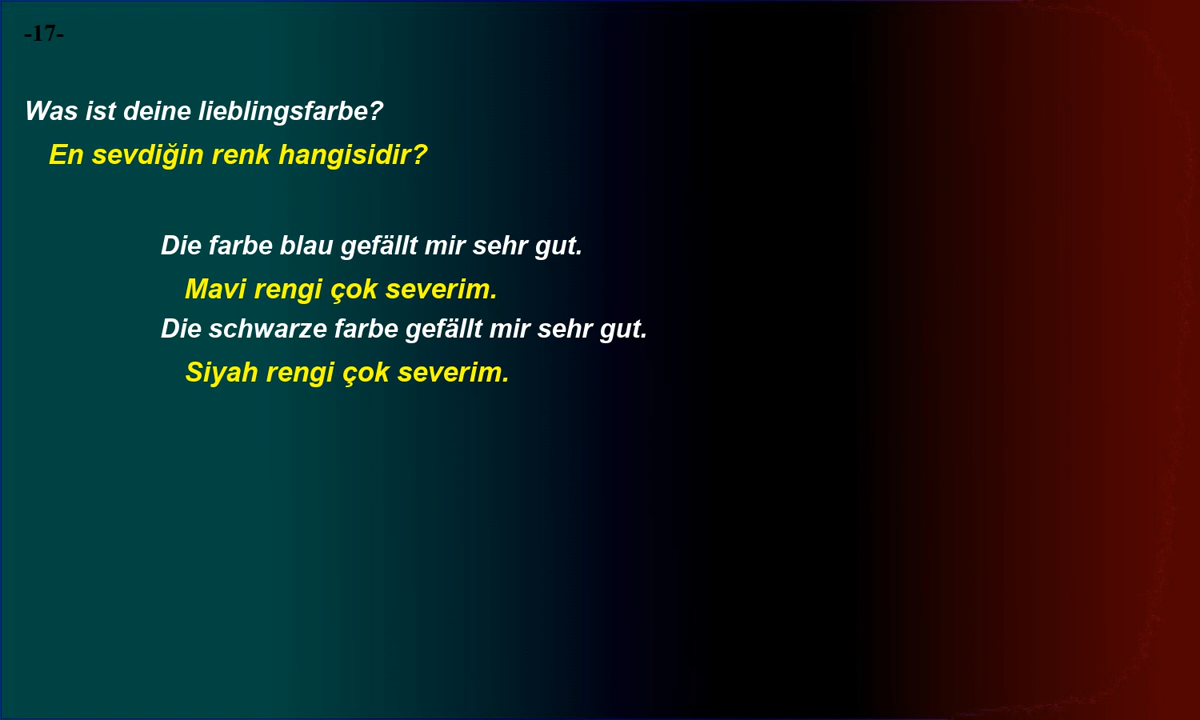 -17-
Was ist deine lieblingsfarbe?
En sevdiğin renk hangisidir?
Die farbe blau gefällt mir sehr gut.
Mavi rengi çok severim.
Die schwarze farbe gefällt mir sehr gut.
Siyah rengi çok severim.